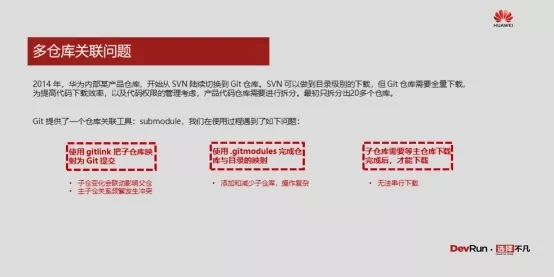 HUAWEI
多仓库关联问题
2014 年，华为内部某产品仓库，开始从 SVN 陆续切换到 Git 仓库。SVN 可以做到目录级别的下载，但 Git 仓库需要全量下载，
为提高代码下载效率，以及代码权限的管理考虑，产品代码仓库需要进行拆分。最初只拆分出20多个仓库。
Git 提供了一个仓库关联工具：submodule，我们在使用过程遇到了如下问题：
使用 gitlink 把子仓库映
射为 Git 提交
• 子仓变化会联动影响父仓
• 主子仓关系频繁发生冲突
使用 .gitmodules 完成仓
库与目录的映射
• 添加和减少子仓库，操作复杂
子仓库需要等主仓库下载
完成后，才能下载
• 无法串行下载
DevRun · 选择不凡